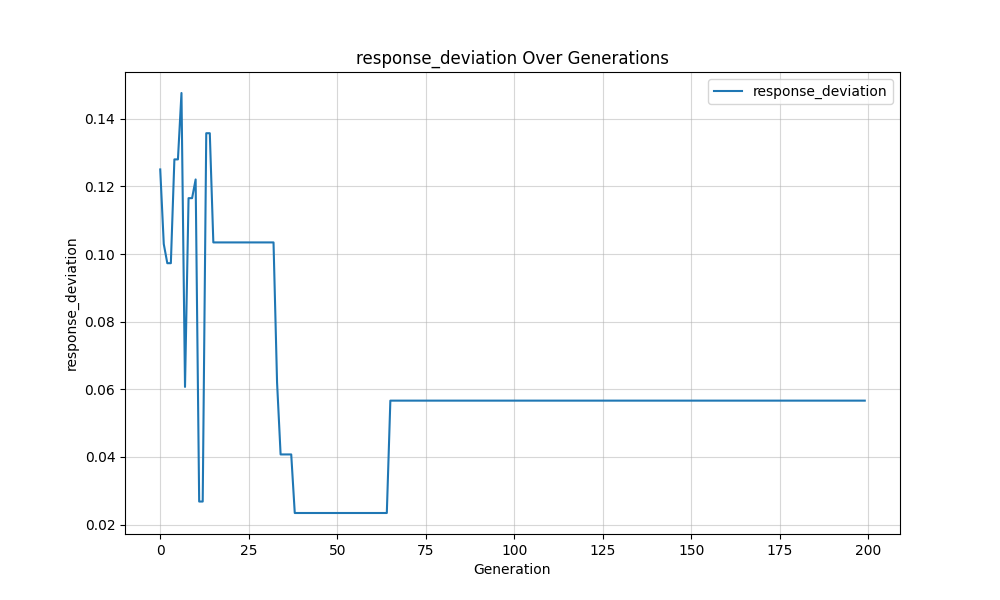 response_deviation Over Generations
response_deviation
0.14
0.12
0.10
0.08
0.06
0.04
0.02
response_deviation
0 25 50 75 100 125 150 175 200
Generation